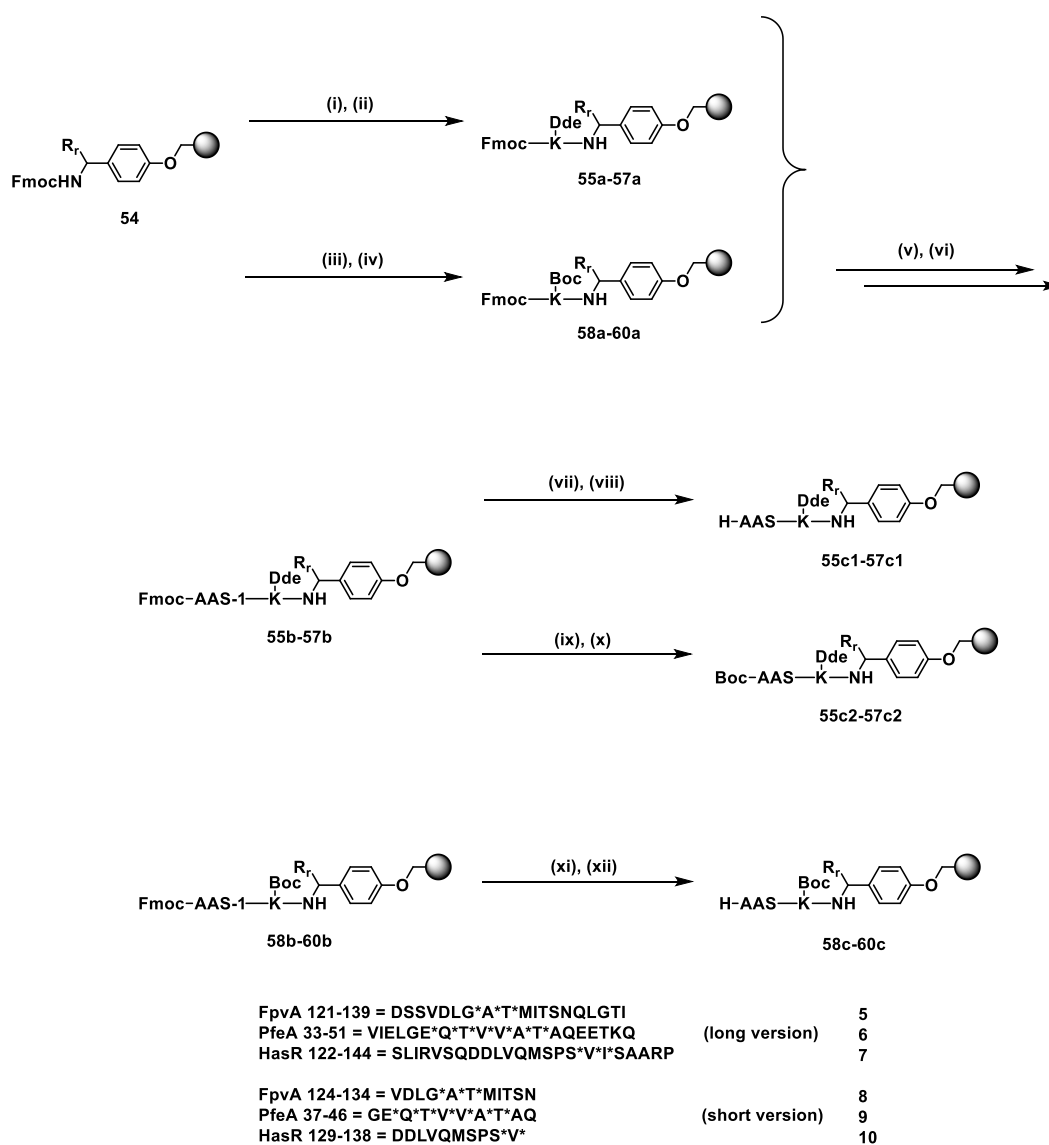 (i), (ii)
Rr
FmocHN
O
54
Rr
Dde
Fmoc K NH
O
55a-57a
(iii), (iv)
Rr
Boc
Fmoc K NH
O
58a-60a
(v), (vi)
(vii), (viii)
Rr
Dde
H-AAS K NH
O
55c1-57c1
Rr
Dde
Fmoc-AAS-1 K NH
O
55b-57b
(ix), (x)
Rr
Dde
Boc-AAS K NH
O
55c2-57c2
Rr
Boc
Fmoc-AAS-1 K NH
O
58b-60b
(xi), (xii)
Rr
Boc
H-AAS K NH
O
58c-60c
FpvA 121-139 = DSSVDLG*A*T*MITSNQLGTI 5
PfeA 33-51 = VIELGE*Q*T*V*V*A*T*AQEETKQ (long version) 6
HasR 122-144 = SLIRVSQDDLVQMSPS*V*I*SAARP 7
FpvA 124-134 = VDLG*A*T*MITSN 8
PfeA 37-46 = GE*Q*T*V*V*A*T*AQ (short version) 9
HasR 129-138 = DDLVQMSPS*V* 10